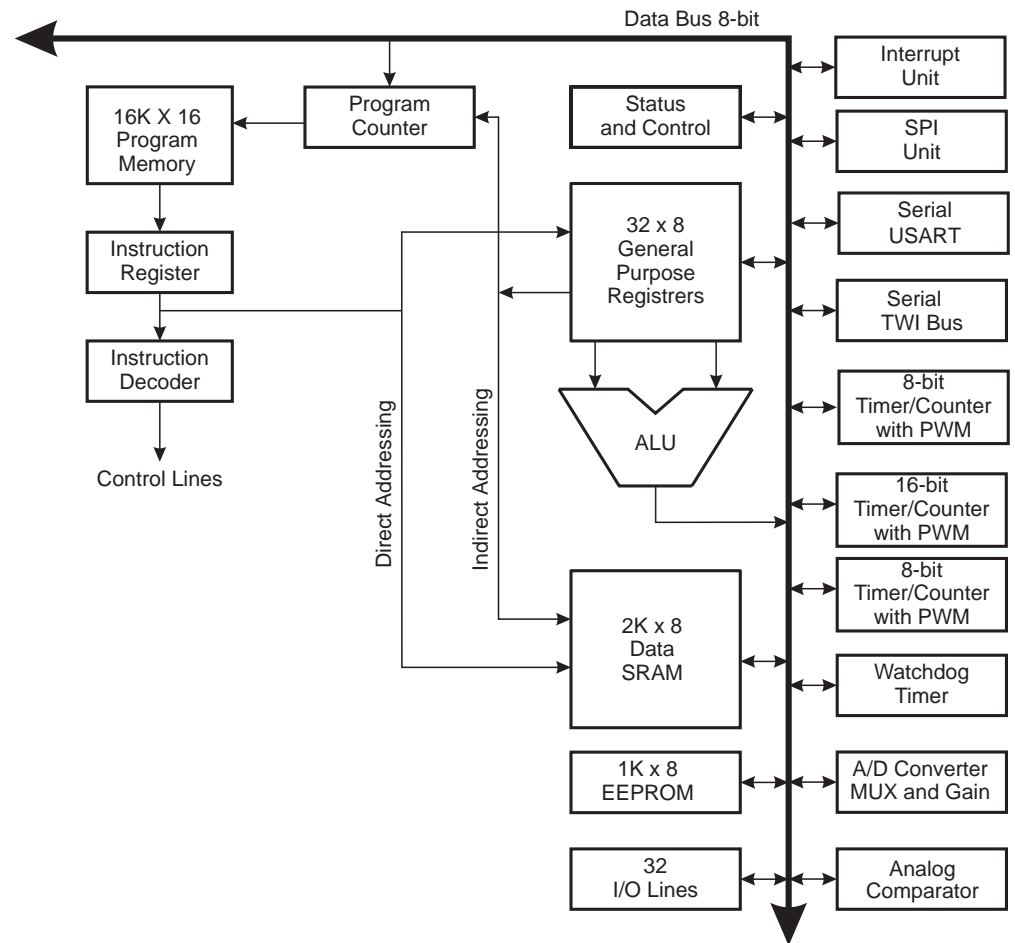 Data Bus 8-bit
16K X 16
Program
Memory
Program
Counter
Status
and Control
Interrupt
Unit
SPI
Unit
Instruction
Register
32 x 8
General
Purpose
Registrers
Serial
USART
Serial
TWI Bus
Instruction
Decoder
Control Lines
Direct Addressing
Indirect Addressing
ALU
8-bit
Timer/Counter
with PWM
16-bit
Timer/Counter
with PWM
8-bit
Timer/Counter
with PWM
2K x 8
Data
SRAM
Watchdog
Timer
1K x 8
EEPROM
A/D Converter
MUX and Gain
32
I/O Lines
Analog
Comparator